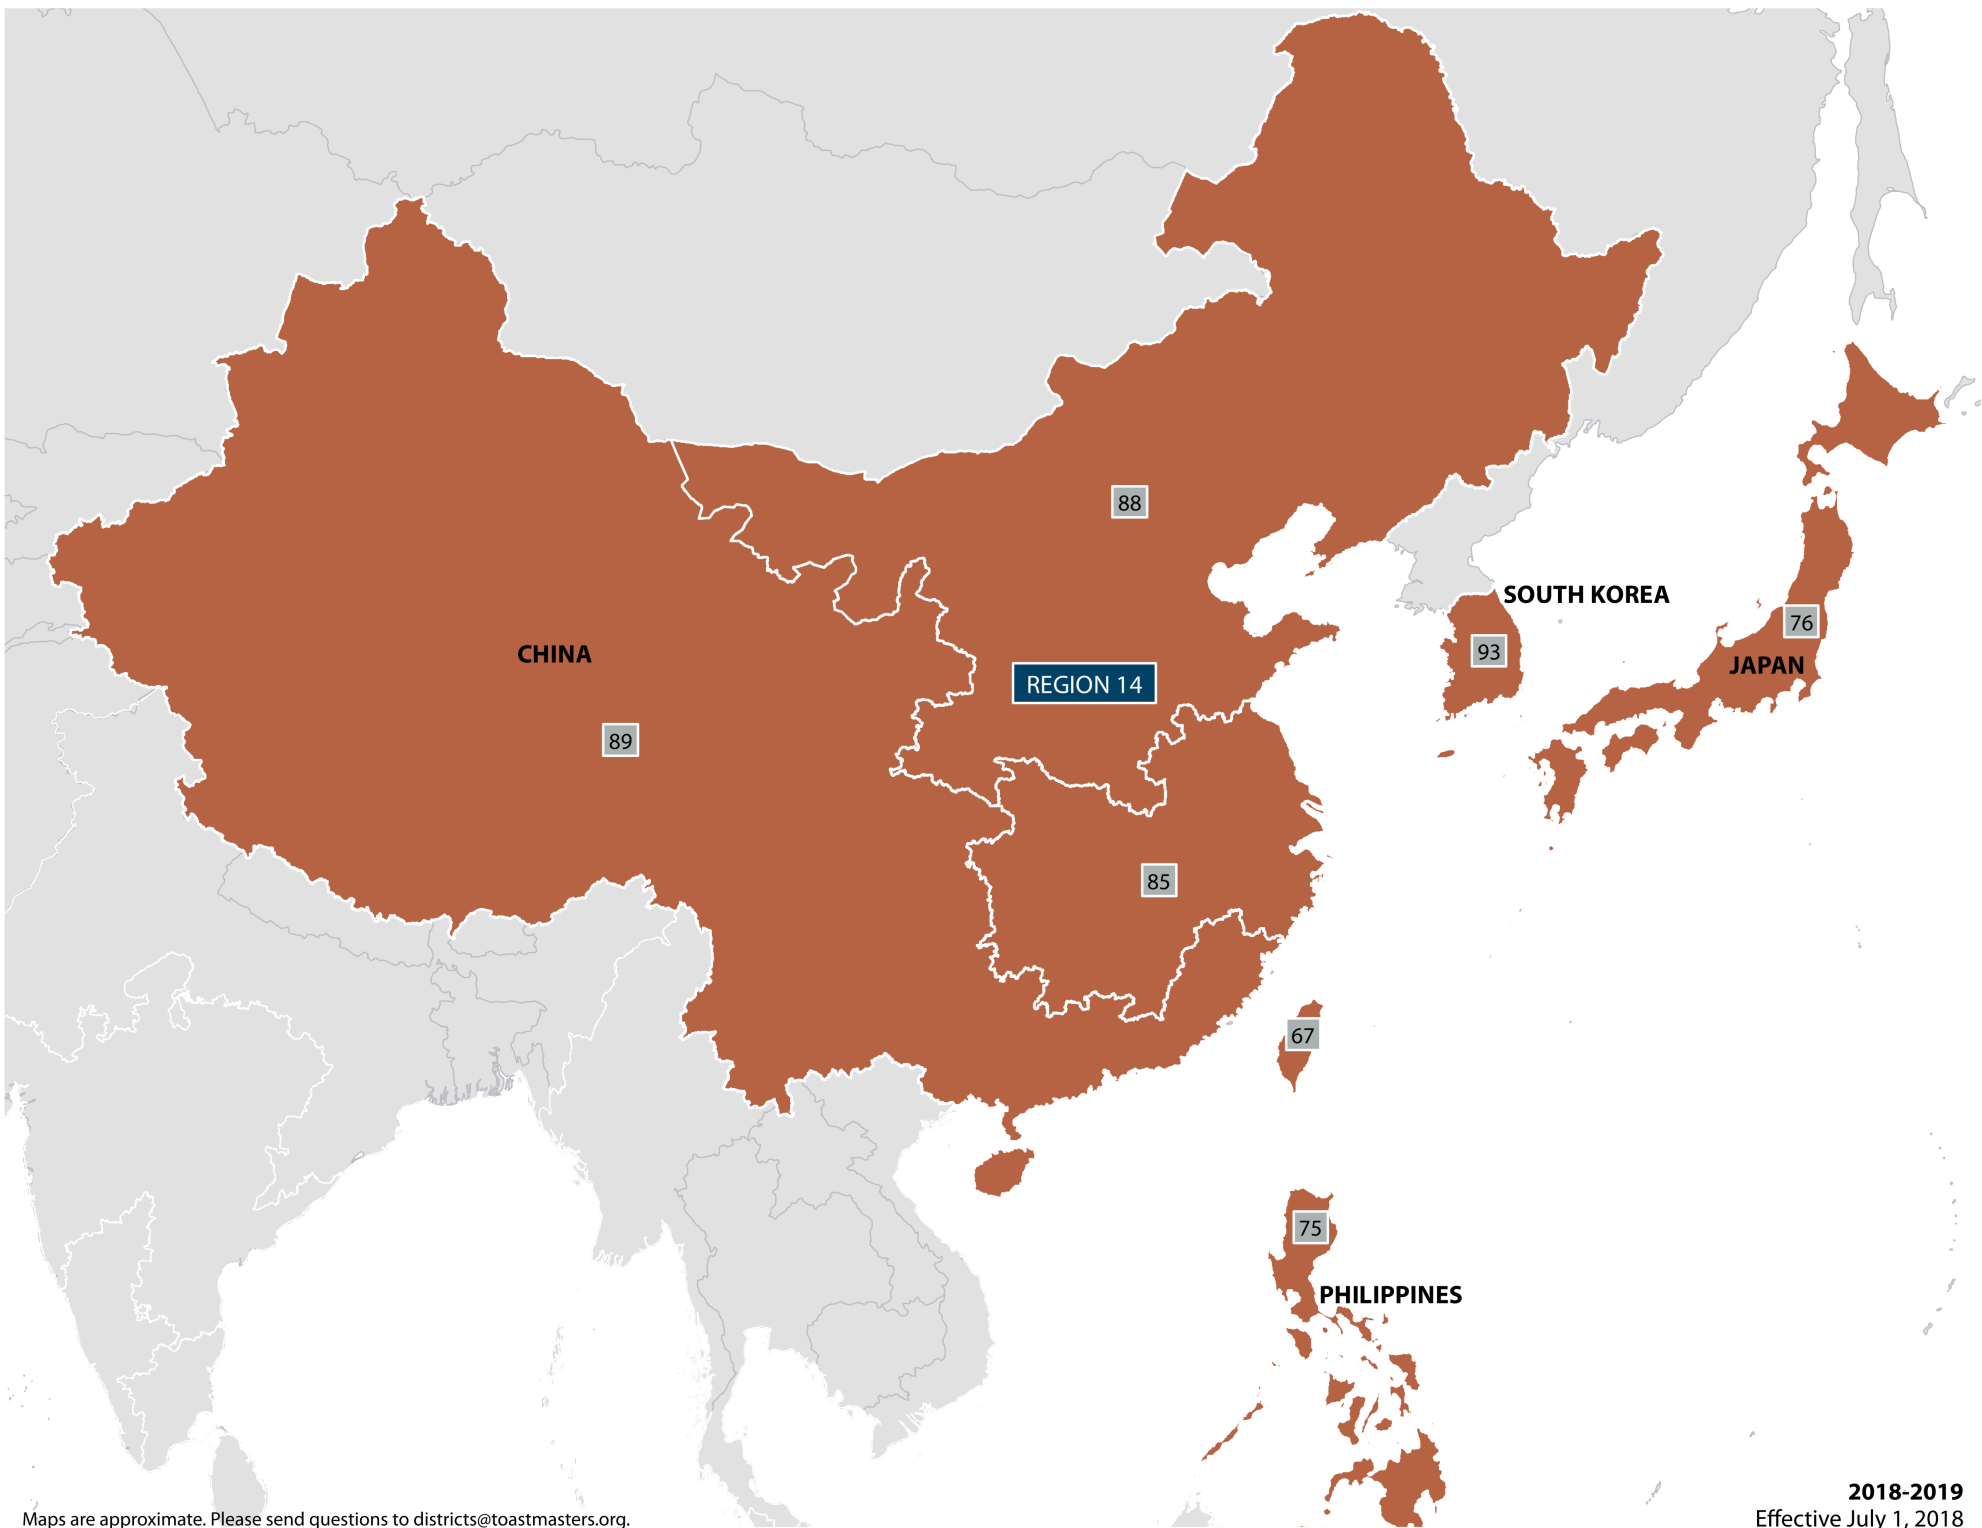 88
SOUTH KOREA
76
93
CHINA
JAPAN
REGION 14
89
85
67
75
PHILIPPINES
2018-2019
Maps are approximate. Please send questions to districts@toastmasters.org.
Effective July 1, 2018